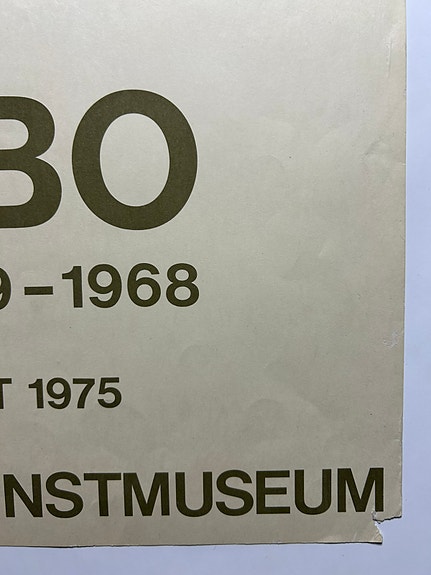 BO
9 – 1968
T 1975
NSTMUSEUM